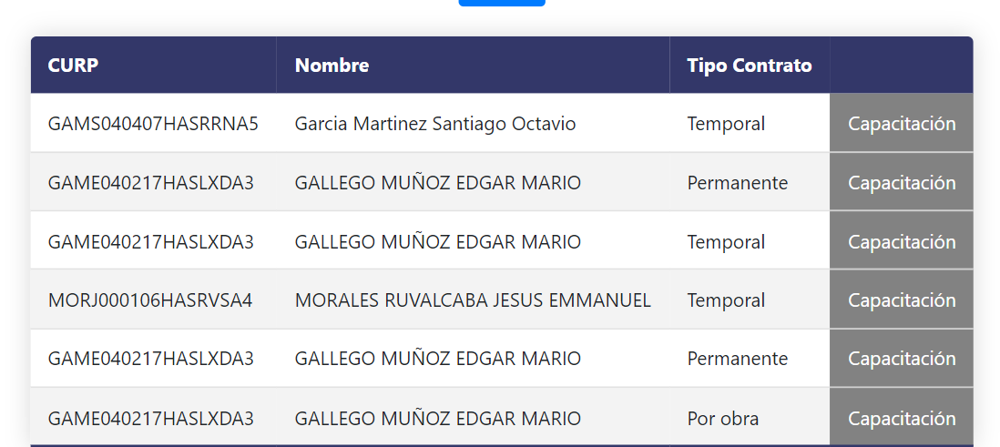 CURP Nombre Tipo Contrato
GAMS040407HASRRNA5 Garcia Martinez Santiago Octavio Temporal Capacitación
GAME040217HASLXDA3 GALLEGO MUÑOZ EDGAR MARIO Permanente Capacitación
GAME040217HASLXDA3 GALLEGO MUÑOZ EDGAR MARIO Temporal Capacitación
MORJ000106HASRVSA4 MORALES RUVALCABA JESUS EMMANUEL Temporal Capacitación
GAME040217HASLXDA3 GALLEGO MUÑOZ EDGAR MARIO Permanente Capacitación
GAME040217HASLXDA3 GALLEGO MUÑOZ EDGAR MARIO Por obra Capacitación